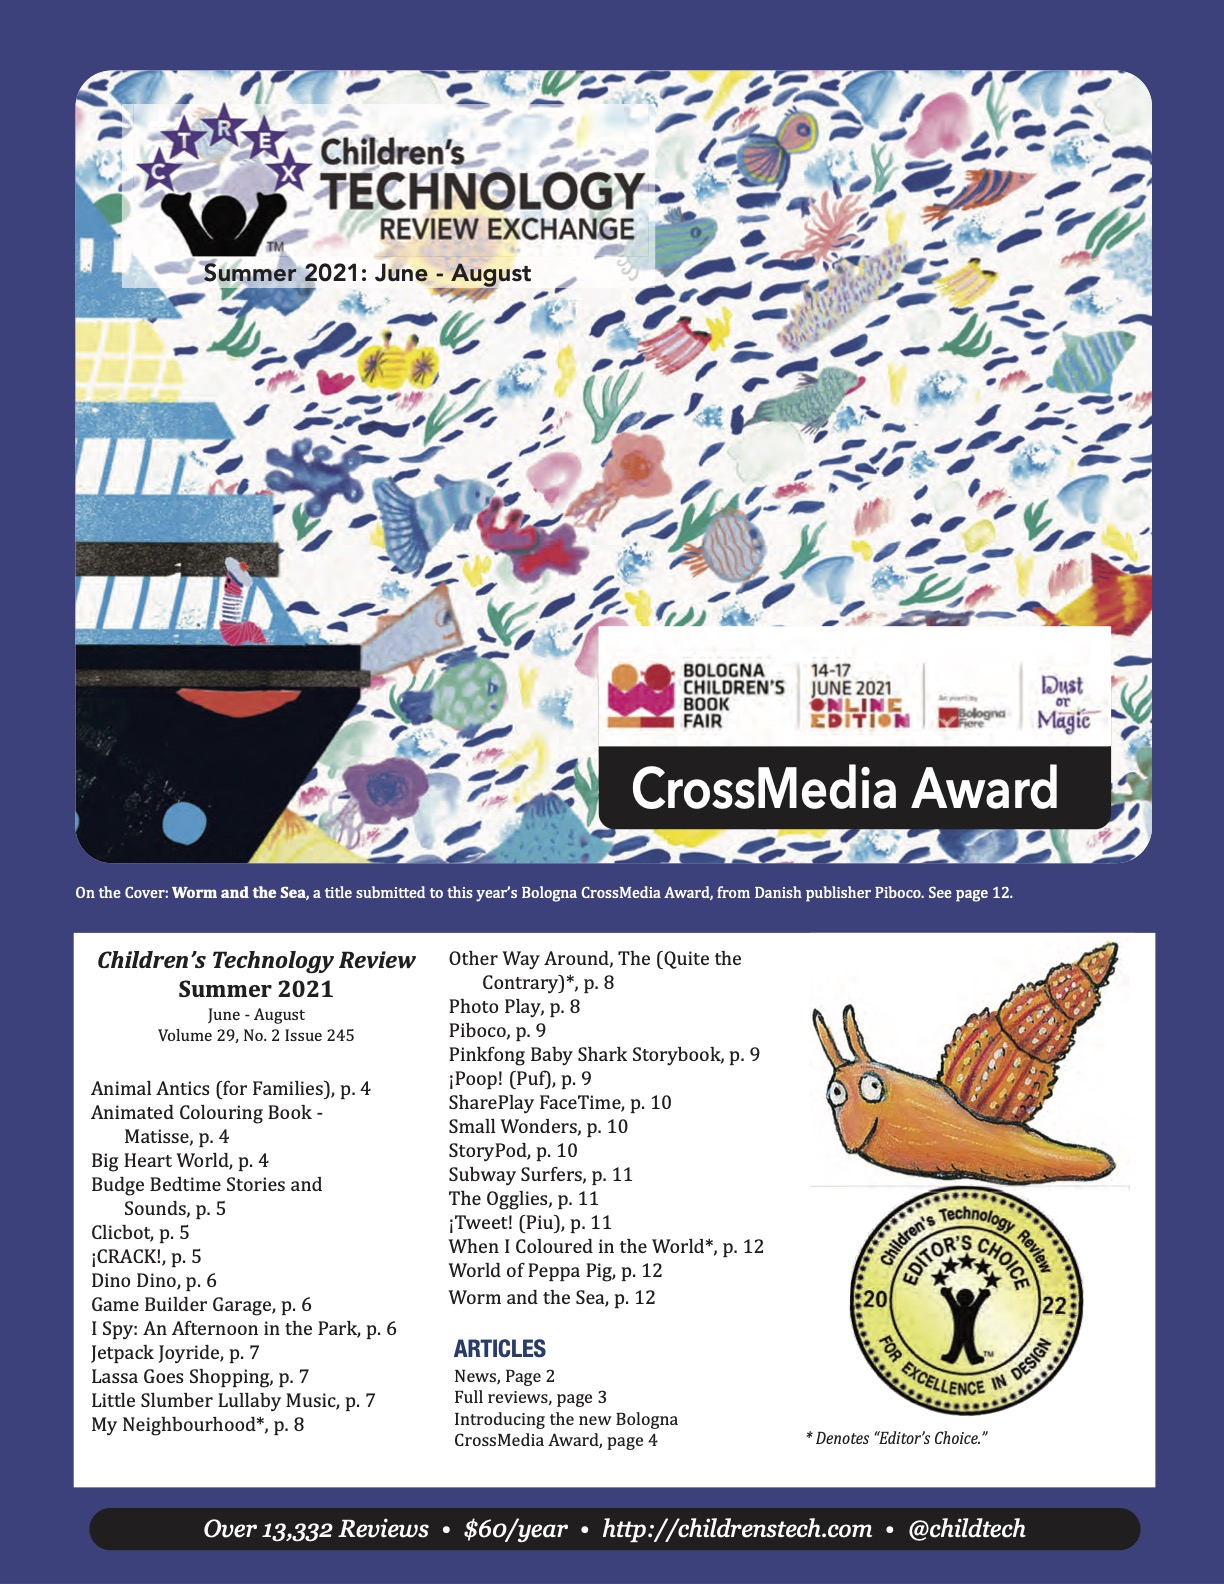 C T R E X
Children's
TECHNOLOGY
REVIEW EXCHANGE
TM
Summer 2021: June - August
BOLOGNA
CHILDREN'S
BOOK
FAIR
14-17
JUNE 2021
ONLINE
EDITION
An event by
Bologna
Fiere
Dust
or
Magic
CrossMedia Award
On the Cover: Worm and the Sea, a title submitted to this year's Bologna CrossMedia Award, from Danish publisher Piboco. See page 12.
Children's Technology Review
Summer 2021
June - August
Volume 29, No. 2 Issue 245
Animal Antics (for Families), p. 4
Animated Colouring Book -
Matisse, p. 4
Big Heart World, p. 4
Budge Bedtime Stories and
Sounds, p. 5
Clicbot, p. 5
¡CRACK!, p. 5
Dino Dino, p. 6
Game Builder Garage, p. 6
I Spy: An Afternoon in the Park, p. 6
Jetpack Joyride, p. 7
Lassa Goes Shopping, p. 7
Little Slumber Lullaby Music, p. 7
My Neighbourhood*, p. 8
Other Way Around, The (Quite the
Contrary)*, p. 8
Photo Play, p. 8
Piboco, p. 9
Pinkfong Baby Shark Storybook, p. 9
¡Poop! (Puf), p. 9
SharePlay FaceTime, p. 10
Small Wonders, p. 10
StoryPod, p. 10
Subway Surfers, p. 11
The Ogglies, p. 11
¡Tweet! (Piu), p. 11
When I Coloured in the World*, p. 12
World of Peppa Pig, p. 12
Worm and the Sea, p. 12
ARTICLES
News, Page 2
Full reviews, page 3
Introducing the new Bologna
CrossMedia Award, page 4
Children's Technology Review
EDITOR'S CHOICE
20 22
TM
FOR EXCELLENCE IN DESIGN
* Denotes "Editor's Choice."
Over 13,332 Reviews • $60/year • http://childrenstech.com • @childtech